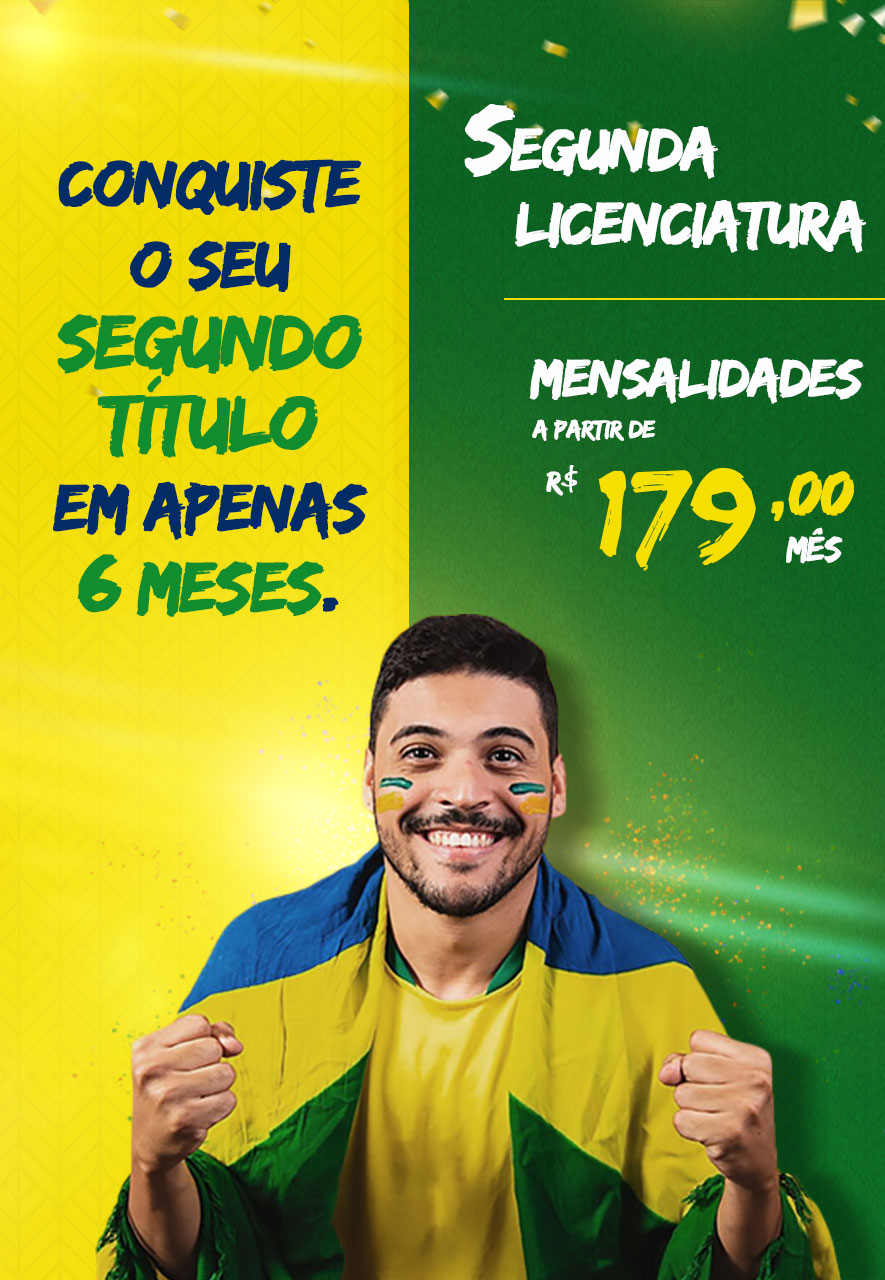 CONQUISTE
O SEU
SEGUNDO
TÍTULO
EM APENAS
6 MESES.
SEGUNDA
LICENCIATURA
MENSALIDADES
A PARTIR DE
R$ 179,00
MÊS